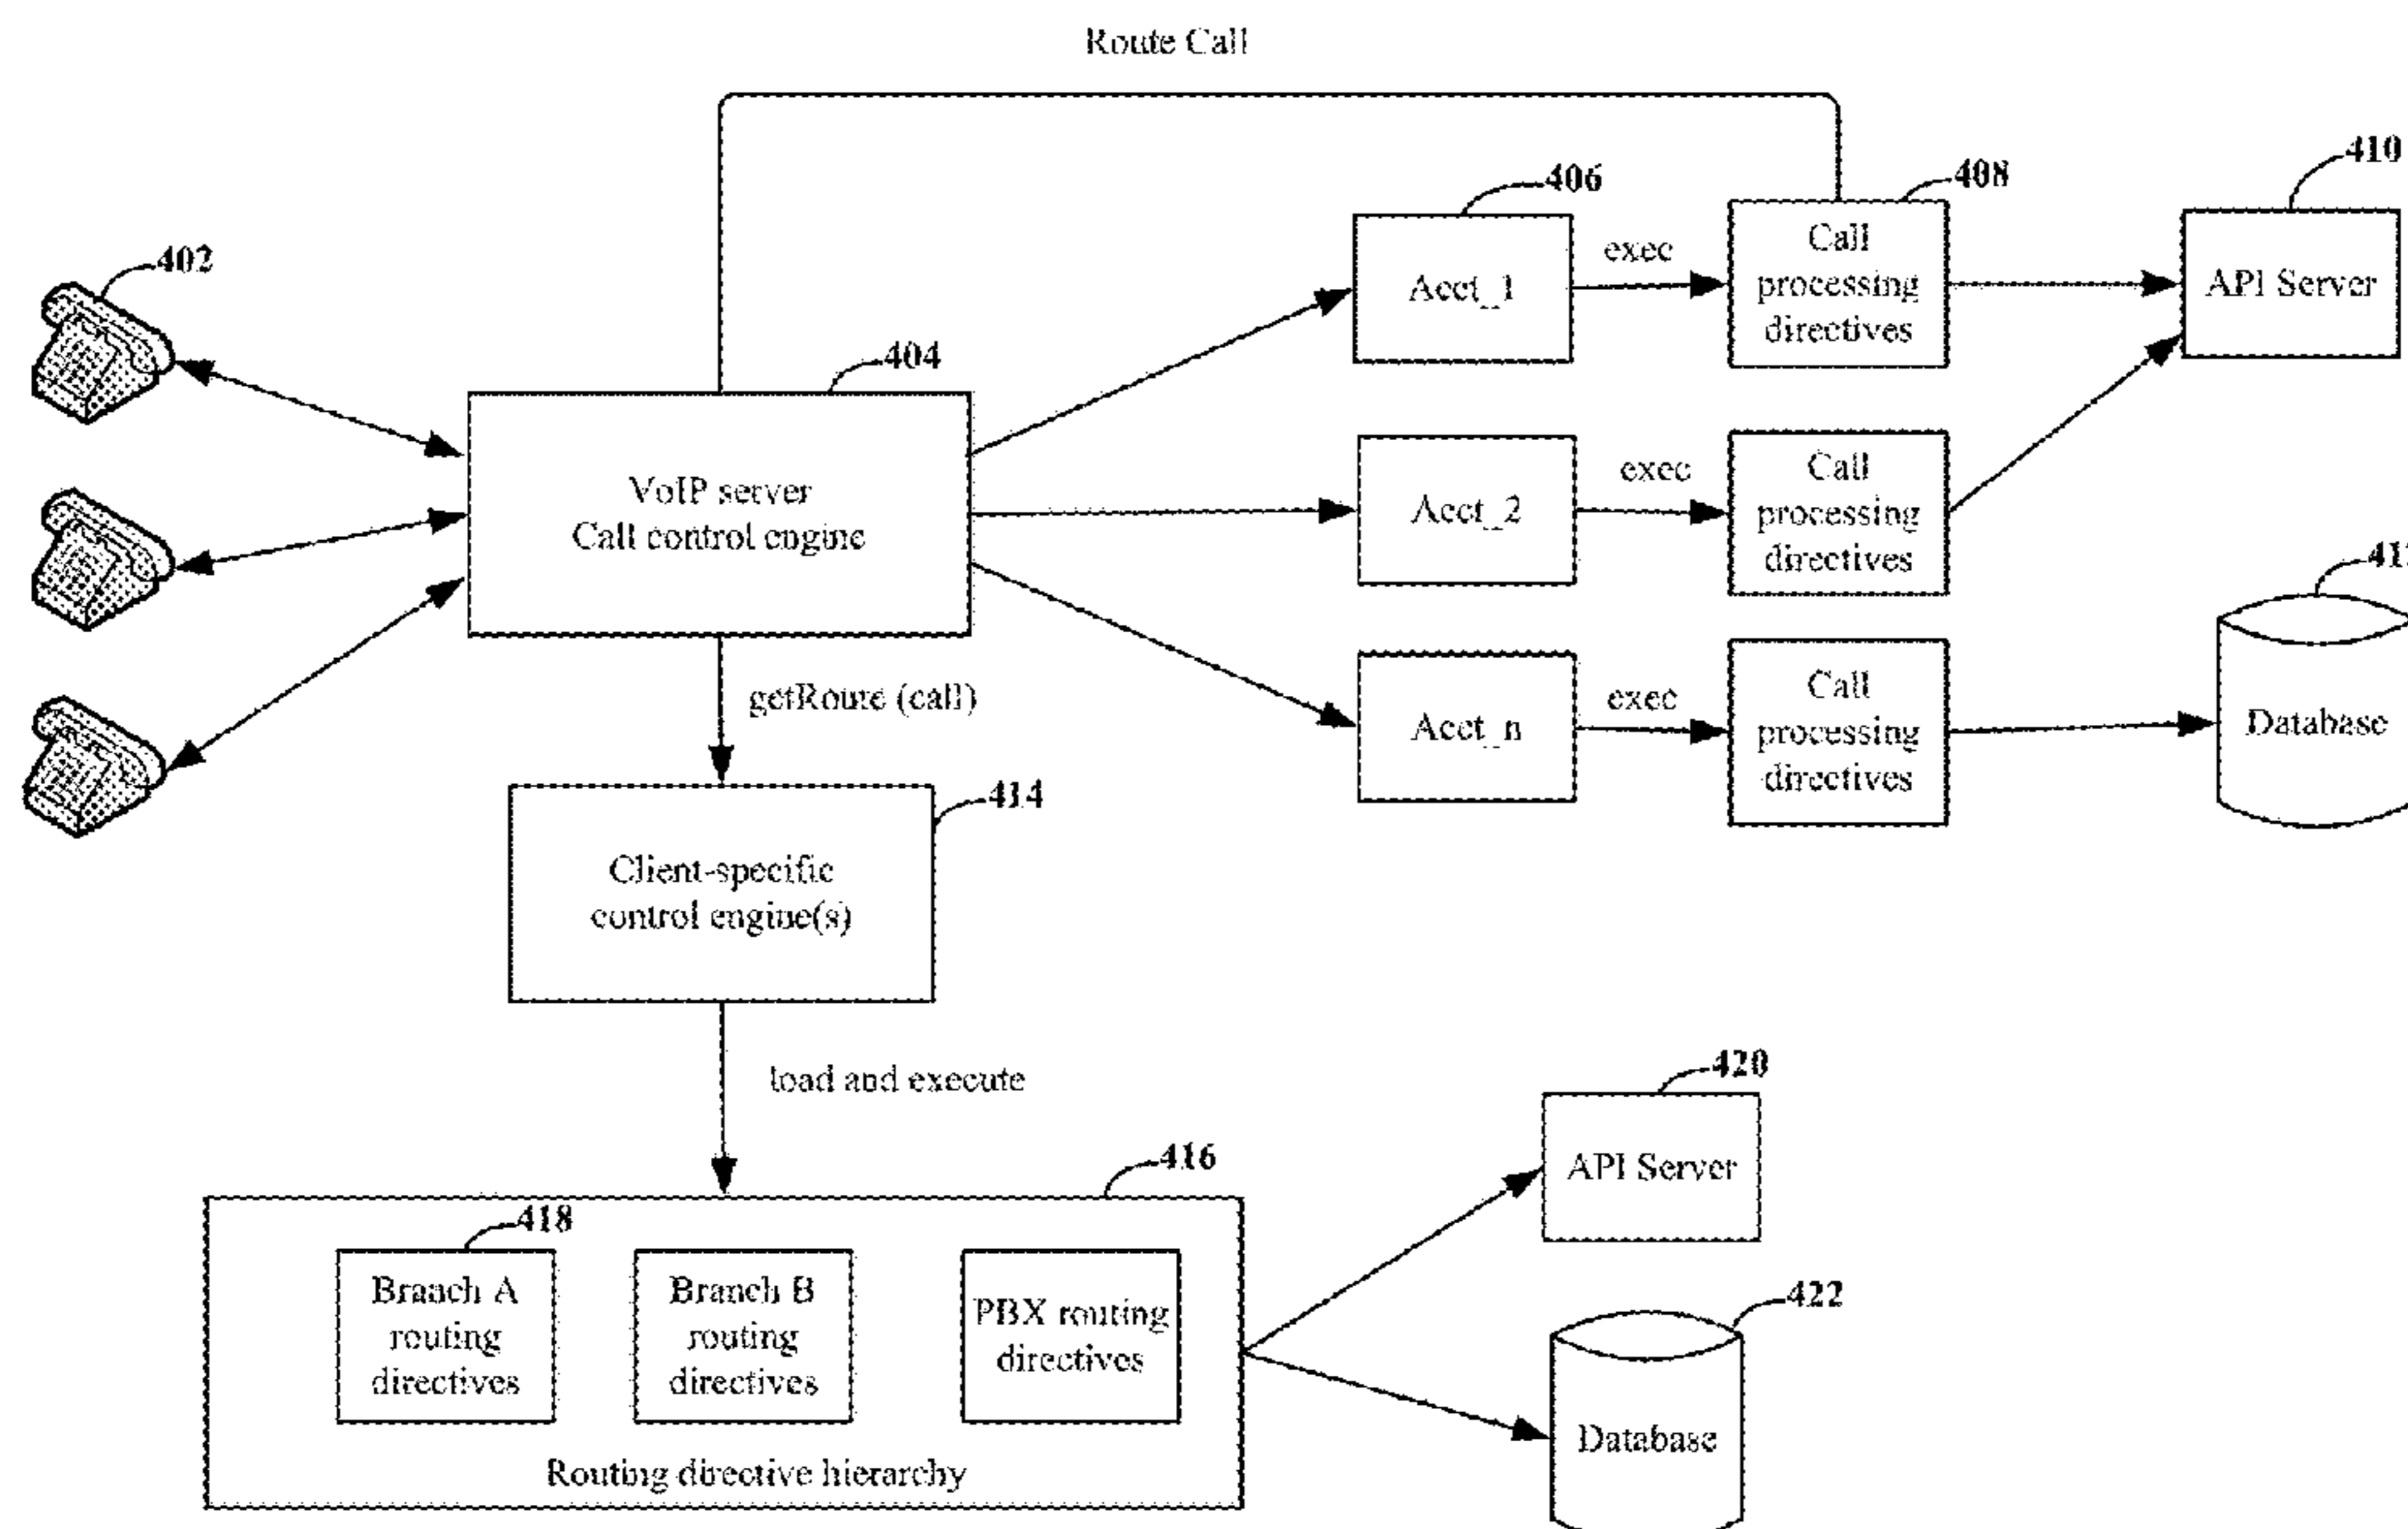 Route Call
410
406
408
402
Call
processing
directives
exec
Acct_1
API Server
404
VoIP server
Call control engine
Call
processing
directives
exec
Acct_2
getRoute (call)
Call
processing
directives
exec
Acct_n
Database
414
Client-specific
control engine(s)
load and execute
420
416
API Server
418
Branch A
routing
directives
Branch B
routing
directives
PBX routing
directives
422
Database
Routing directive hierarchy